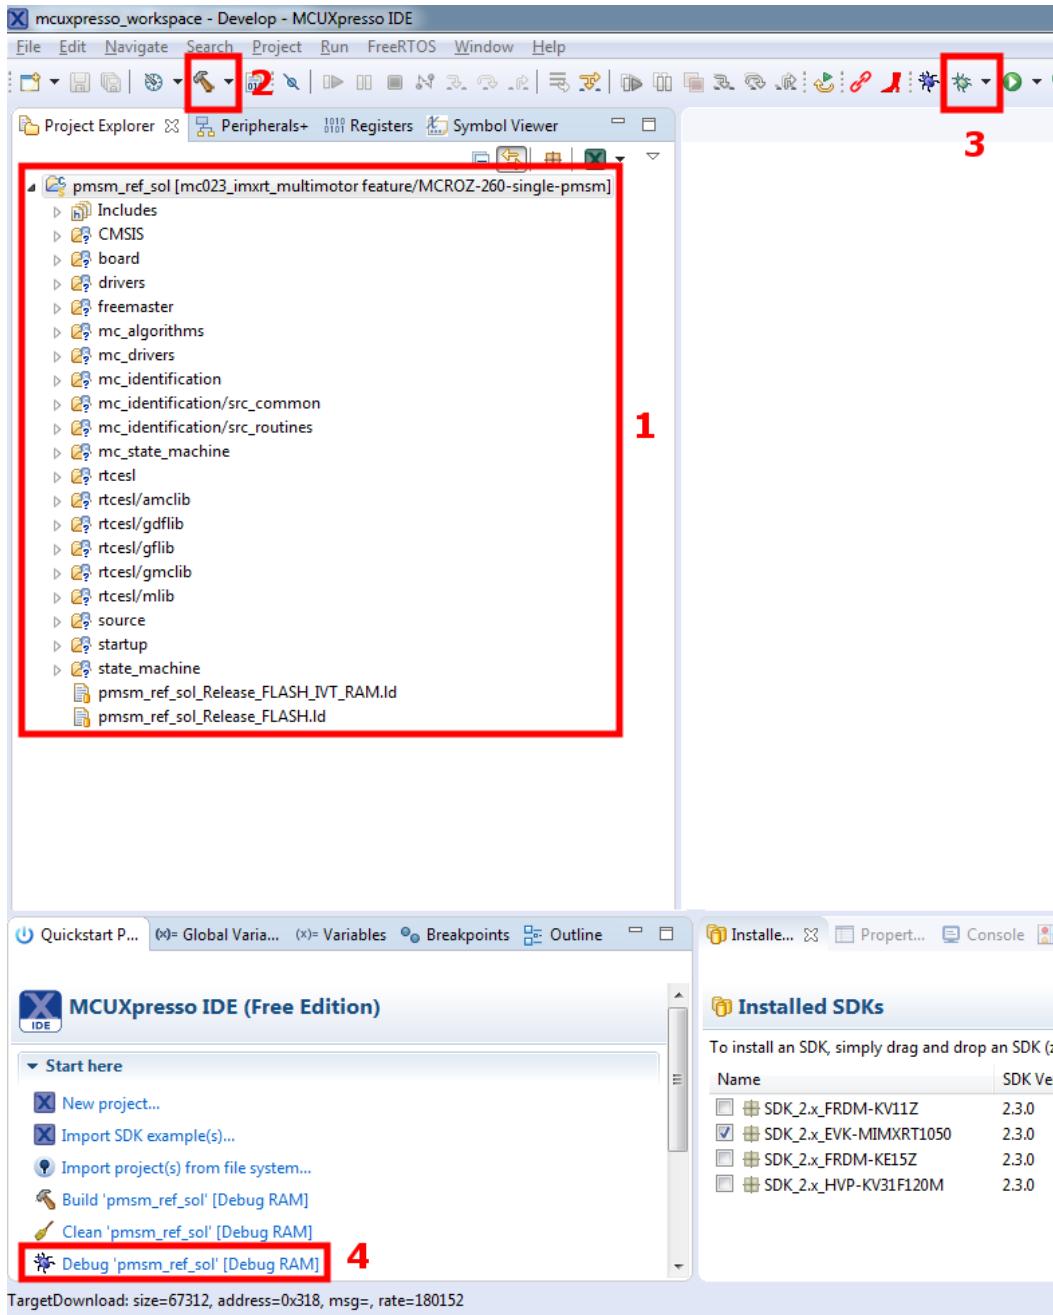 mcuxpresso_workspace - Develop - MCUXpresso IDE
File Edit Navigate Search Project Run FreeRTOS Window Help
2
3
Project Explorer Peripherals+ Registers Symbol Viewer
pmsm_ref_sol [mc023_imxrt_multimotor feature/MCROZ-260-single-pmsm]
Includes
CMSIS
board
drivers
freemaster
mc_algorithms
mc_drivers
mc_identification
mc_identification/src_common
mc_identification/src_routines
1
mc_state_machine
rtcesl
rtcesl/amclib
rtcesl/gdflib
rtcesl/gflib
rtcesl/gmclib
rtcesl/mlib
source
startup
state_machine
pmsm_ref_sol_Release_FLASH_IVT_RAM.ld
pmsm_ref_sol_Release_FLASH.ld
Quickstart P... (x)= Global Varia... (x)= Variables Breakpoints Outline
Installe... Propert... Console
IDE
MCUXpresso IDE (Free Edition)
Installed SDKs
To install an SDK, simply drag and drop an SDK (z
Start here
Name SDK Ve
New project...
SDK_2.x_FRDM-KV11Z 2.3.0
Import SDK example(s)...
SDK_2.x_EVK-MIMXRT1050 2.3.0
Import project(s) from file system...
SDK_2.x_FRDM-KE15Z 2.3.0
Build 'pmsm_ref_sol' [Debug RAM]
SDK_2.x_HVP-KV31F120M 2.3.0
Clean 'pmsm_ref_sol' [Debug RAM]
Debug 'pmsm_ref_sol' [Debug RAM]
4
TargetDownload: size=67312, address=0x318, msg=, rate=180152